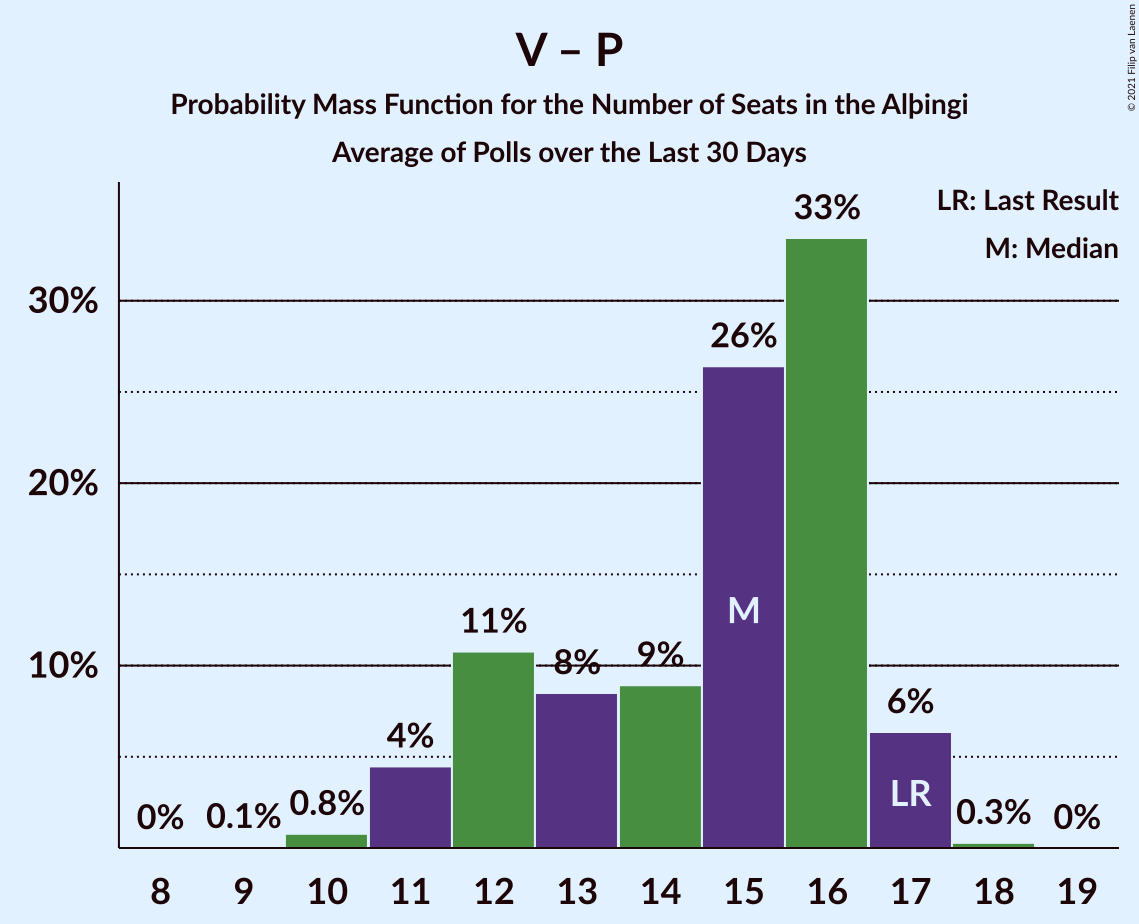 V – P
Probability Mass Function for the Number of Seats in the Alþingi
Average of Polls over the Last 30 Days
© 2021 Filip van Laenen
LR: Last Result
M: Median
33%
30%
26%
20%
M
11%
10%
8%
9%
6%
4%
LR
0%
0.1%
0.8%
0.3%
0%
8 9 10 11 12 13 14 15 16 17 18 19